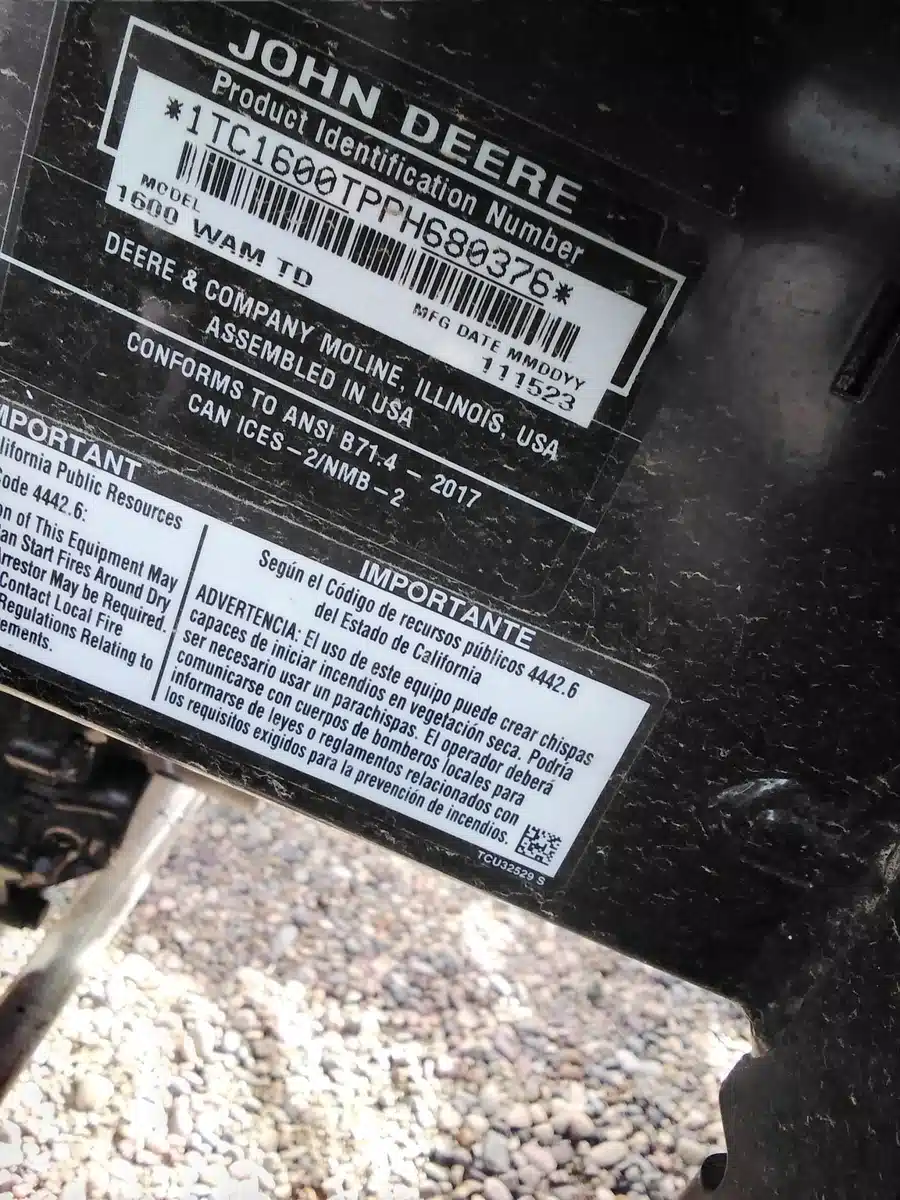 JOHN DEERE
Product Identification Number
*1TC1600TPPH680376*
MODEL
1600 WAM TD
MFG DATE MMDDYY
111523
DEERE & COMPANY MOLINE, ILLINOIS, USA
ASSEMBLED IN USA
CONFORMS TO ANSI B71.4 – 2017
CAN ICES – 2/NMB – 2
MPORTANT
lifornia Public Resources
ode 4442.6:
on of This Equipment May
an Start Fires Around Dry
Arrestor May be Required.
Contact Local Fire
Regulations Relating to
ements.
IMPORTANTE
Según el Código de recursos públicos 4442.6
del Estado de California
ADVERTENCIA: El uso de este equipo puede crear chispas
capaces de iniciar incendios en vegetación seca. Podría
ser necesario usar un parachispas. El operador deberá
comunicarse con cuerpos de bomberos locales para
informarse de leyes o reglamentos relacionados con
los requisitos exigidos para la prevención de incendios.
TCU32529 S